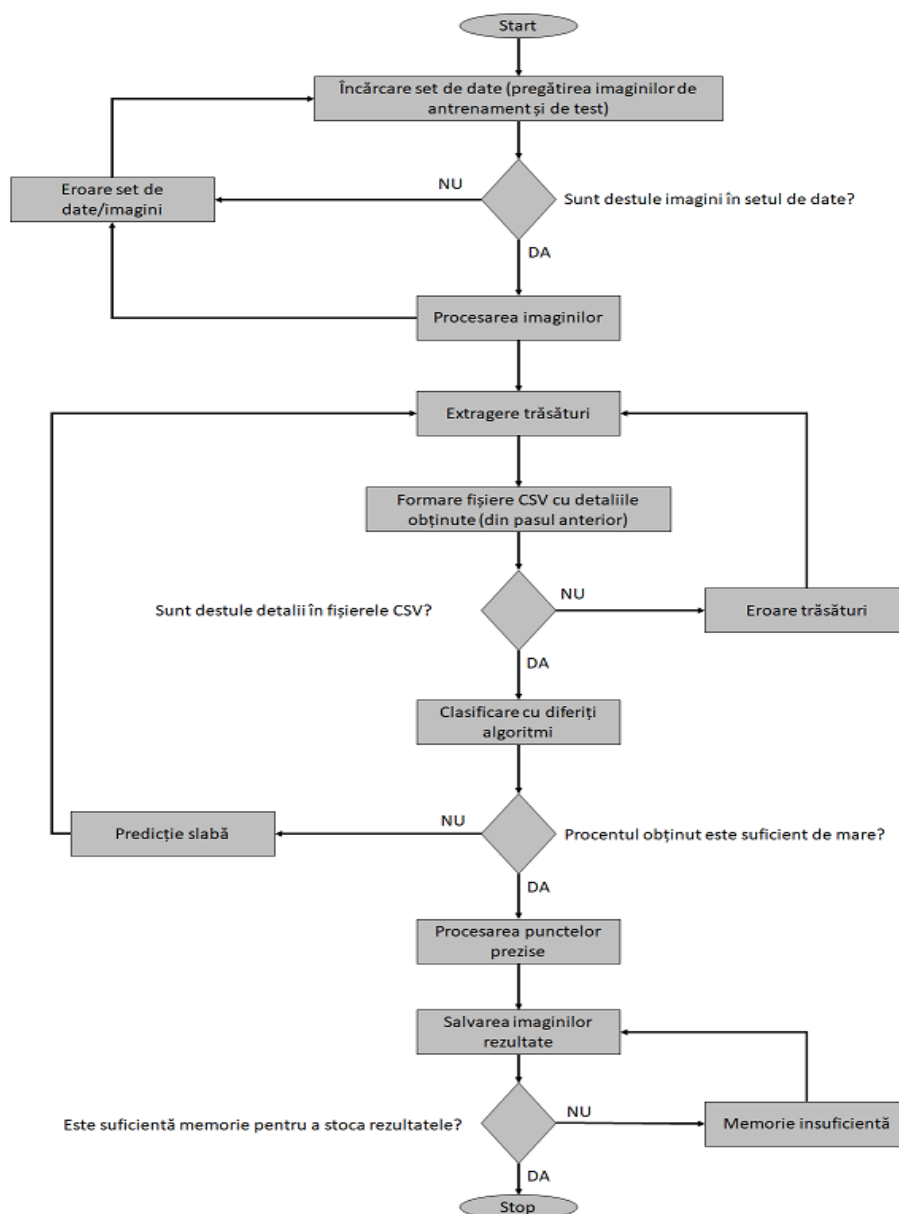 Start
Încărcare set de date (pregătirea imaginilor de
antrenament și de test)
NU
Eroare set de
date/imagini
Sunt destule imagini în setul de date?
DA
Procesarea imaginilor
Extragere trăsături
Formare fișiere CSV cu detaliile
obținute (din pasul anterior)
Sunt destule detalii în fișierele CSV?
NU
Eroare trăsături
DA
Clasificare cu diferiți
algoritmi
Predicție slabă
NU
Procentul obținut este suficient de mare?
DA
Procesarea punctelor
prezise
Salvarea imaginilor
rezultate
Este suficientă memorie pentru a stoca rezultatele?
NU
Memorie insuficientă
DA
Stop